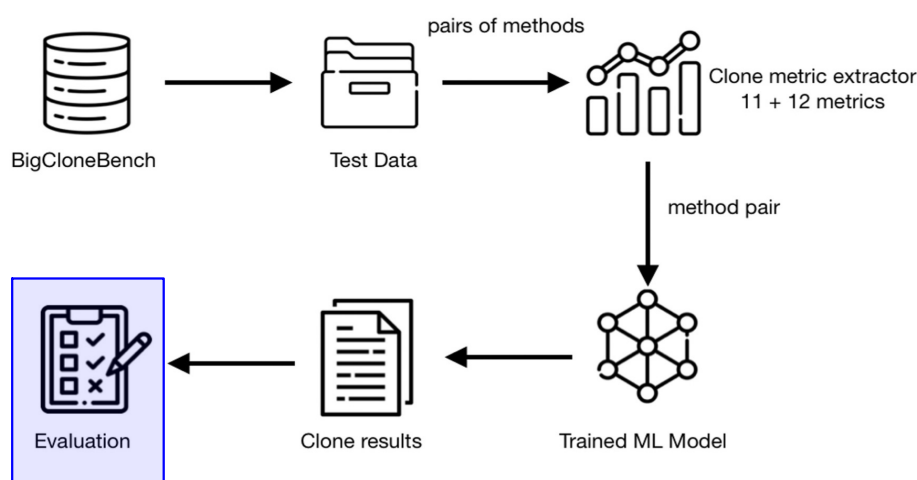 pairs of methods
Clone metric extractor
11 + 12 metrics
BigCloneBench
Test Data
method pair
Evaluation
Clone results
Trained ML Model